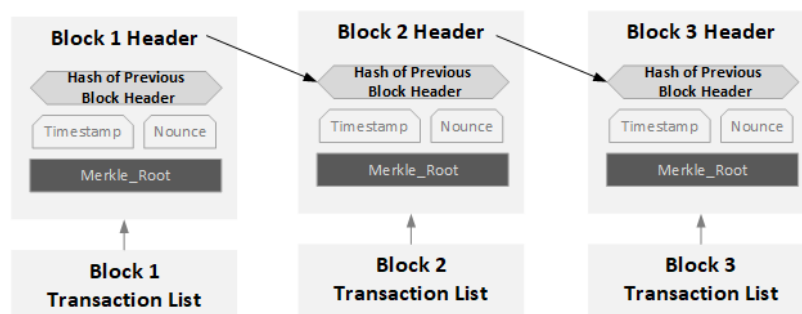 Block 1 Header
Hash of Previous
Block Header
Timestamp
Nounce
Merkle_Root
Block 1
Transaction List
Block 2 Header
Hash of Previous
Block Header
Timestamp
Nounce
Merkle_Root
Block 2
Transaction List
Block 3 Header
Hash of Previous
Block Header
Timestamp
Nounce
Merkle_Root
Block 3
Transaction List